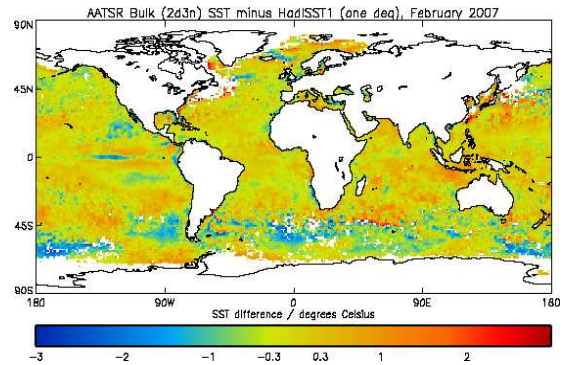 AATSR Bulk (2d3n) SST minus HadISST1 (one deg), February 2007
90N
45N
0
45S
90S
180 90W 0 90E 180
SST difference / degrees Celsius
-3 -2 -1 -0.3 0.3 1 2